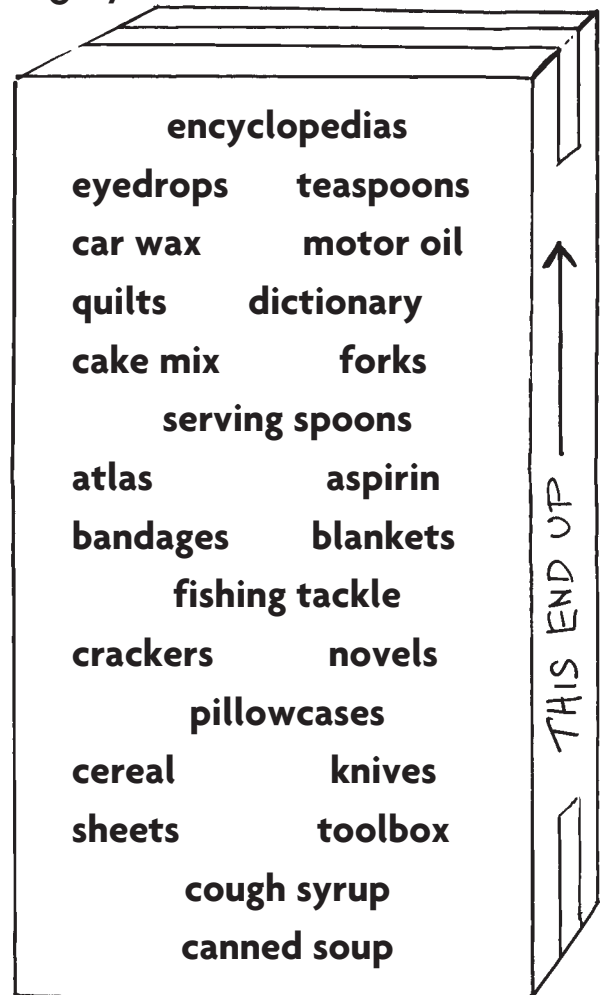 encyclopedias
eyedrops teaspoons
car wax motor oil
quilts dictionary
cake mix forks
serving spoons
atlas aspirin
bandages blankets
fishing tackle
crackers novels
pillowcases
cereal knives
sheets toolbox
cough syrup
canned soup
THIS END UP